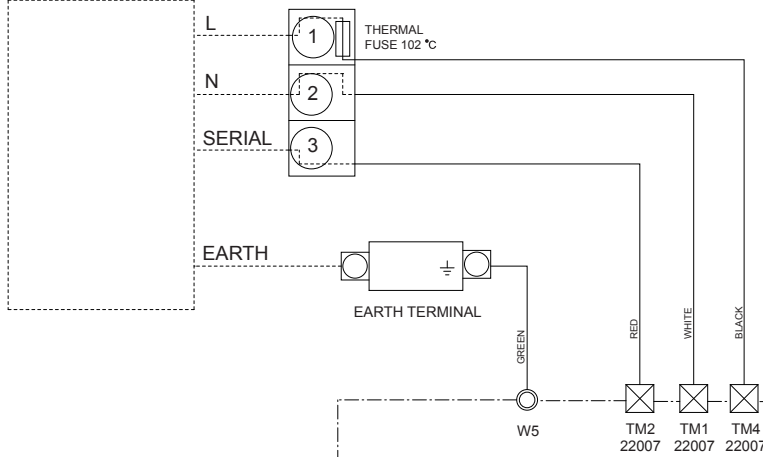 L
1
THERMAL
FUSE 102 °C
N
2
SERIAL
3
EARTH
EARTH TERMINAL
GREEN
RED
WHITE
BLACK
W5
TM2
22007
TM1
22007
TM4
22007